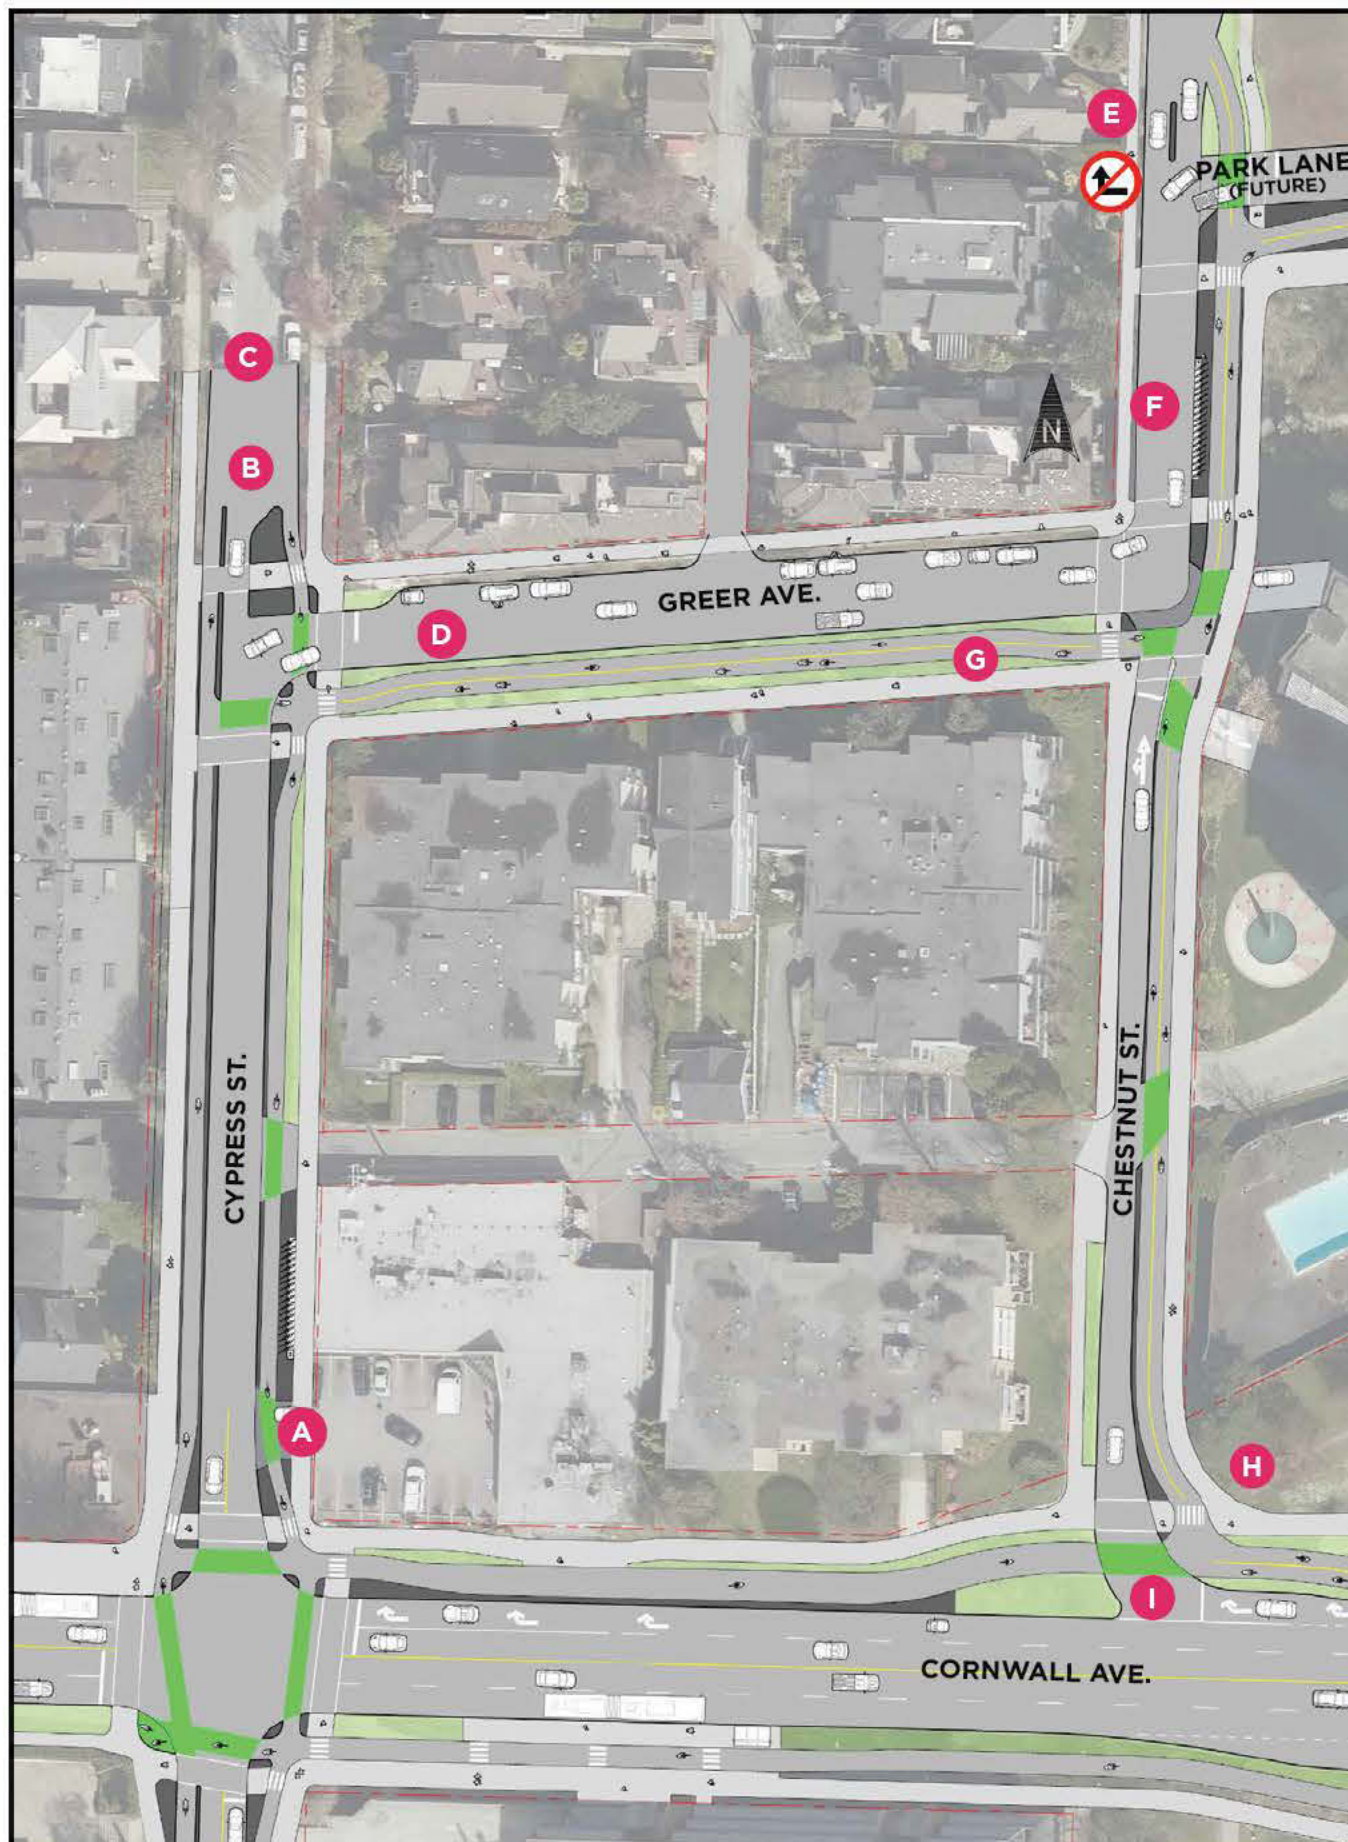 E
PARK LANE
(FUTURE)
C
F
N
B
GREER AVE.
D
G
CYPRESS ST.
CHESTNUT ST.
A
H
I
CORNWALL AVE.